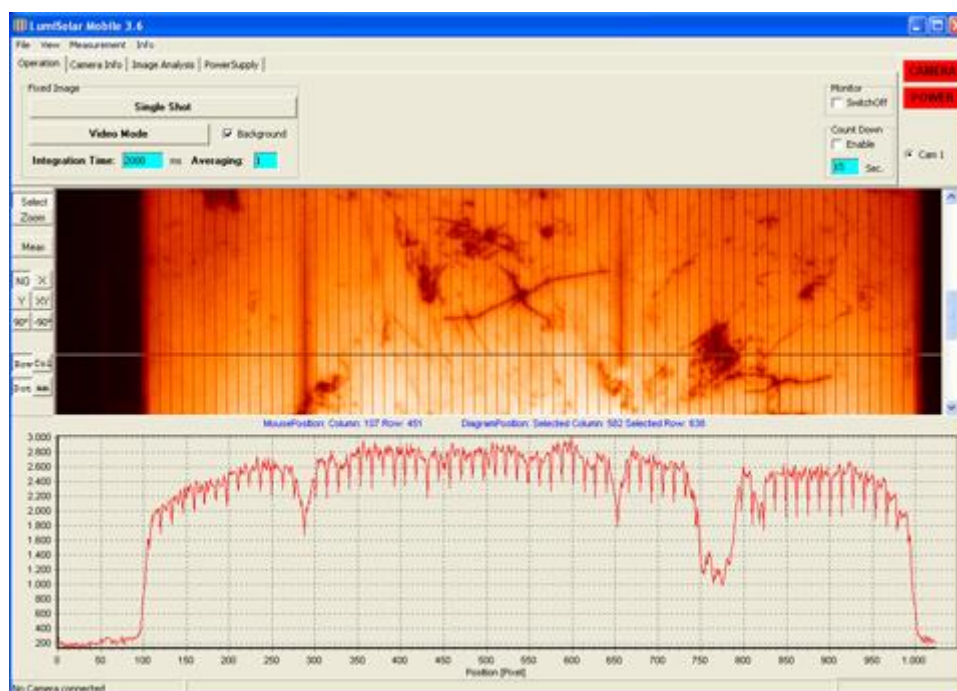 LumiSolar Mobile 3.6
File View Measurement Info
Operation Camera Info Image Analysis PowerSupply
Fixed Image
Single Shot
Video Mode Background
Integration Time: 2000 ms Averaging: 1
Monitor
SwitchOff
Count Down
Enable
15 Sec.
CAMERA
POWER
Cam 1
Select
Zoom
Meas
NO X
Y XY
90° -90°
Row Col
Dot
MousePosition: Column: 107 Row: 451 DiagramPosition: Selected Column: 582 Selected Row: 638
3.000
2.800
2.600
2.400
2.200
2.000
1.800
1.600
1.400
1.200
1.000
800
600
400
200
0 50 100 150 200 250 300 350 400 450 500 550 600 650 700 750 800 850 900 950 1.000
Position [Pixel]
No Camera connected